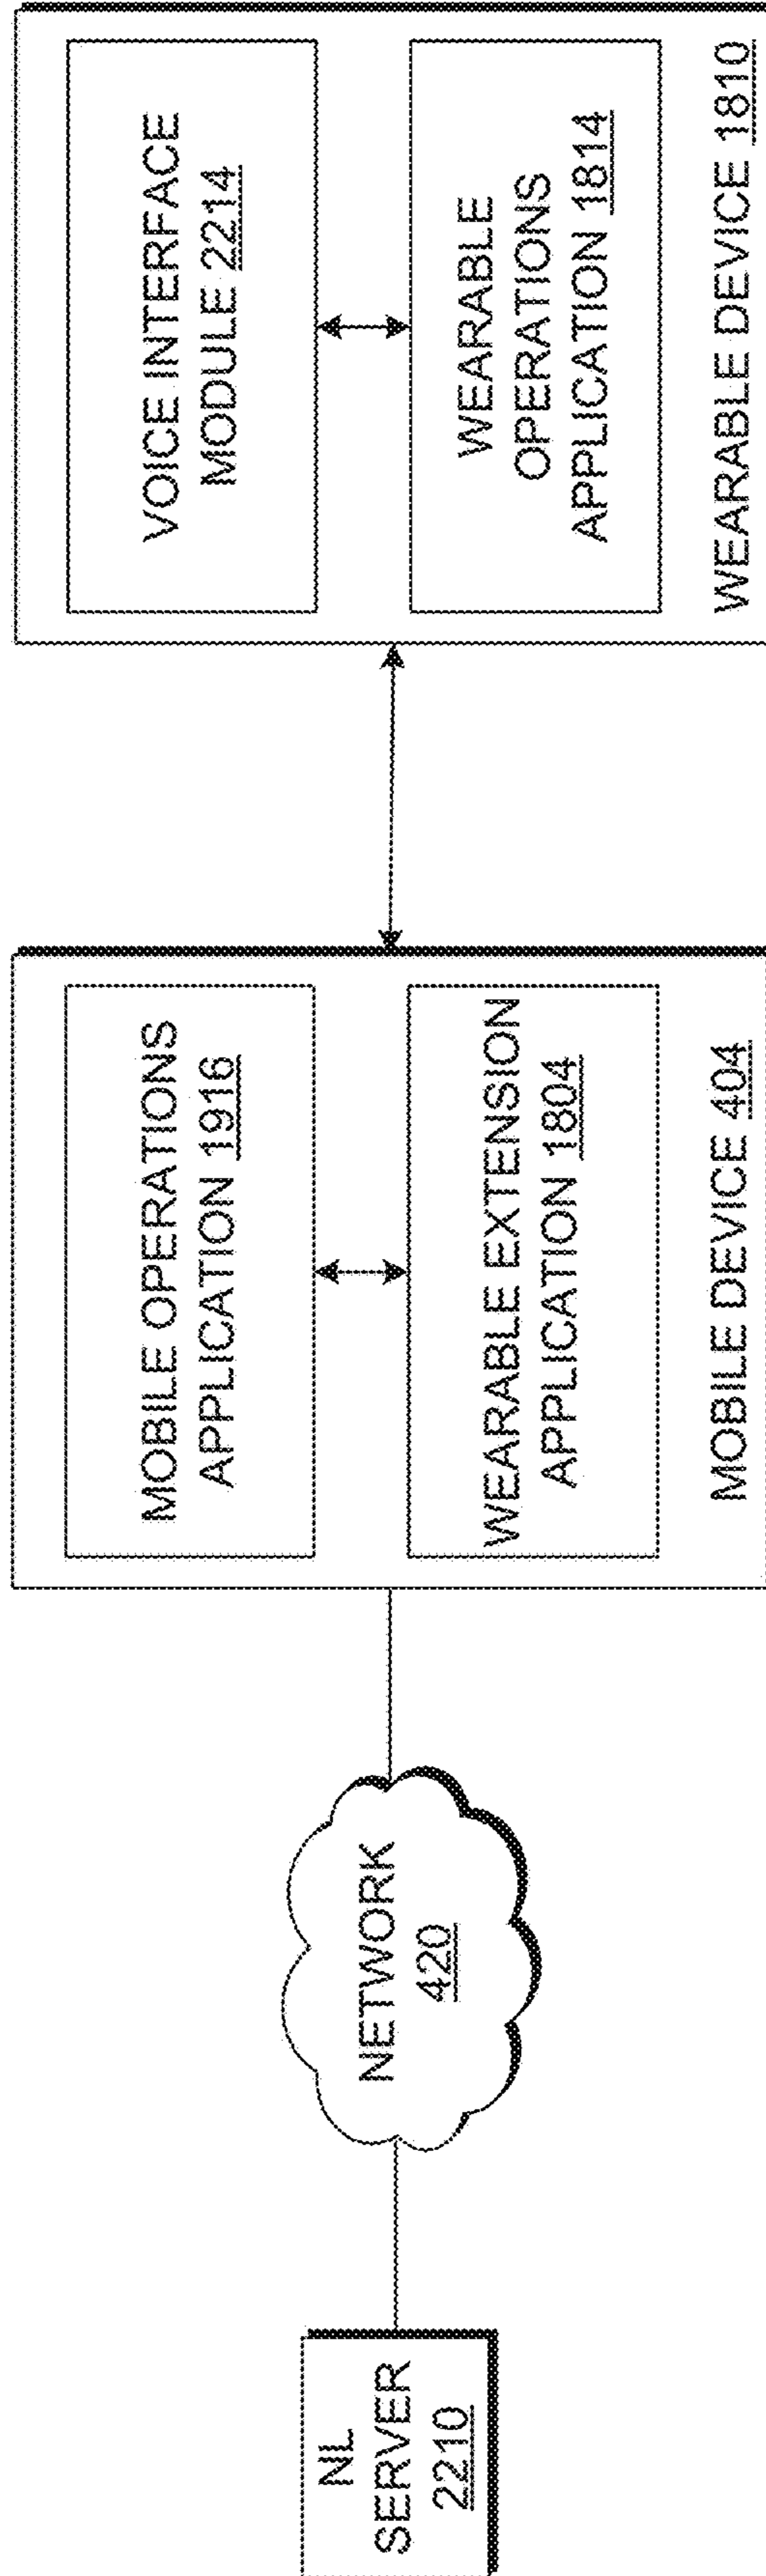 NL
SERVER
2210
NETWORK
420
MOBILE OPERATIONS
APPLICATION 1916
WEARABLE EXTENSION
APPLICATION 1804
MOBILE DEVICE 404
VOICE INTERFACE
MODULE 2214
WEARABLE
OPERATIONS
APPLICATION 1814
WEARABLE DEVICE 1810